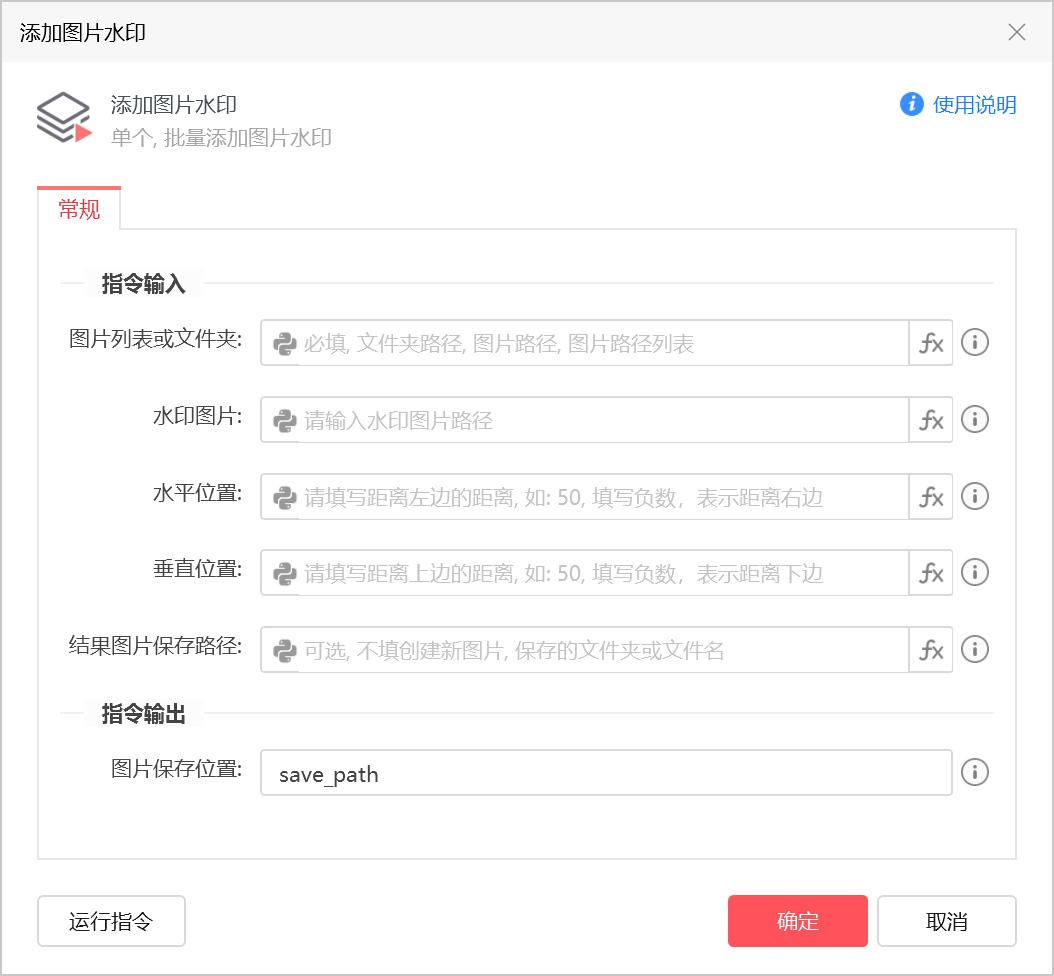 添加图片水印
添加图片水印
使用说明
单个, 批量添加图片水印
常规
指令输入
图片列表或文件夹: 必填, 文件夹路径, 图片路径, 图片路径列表 fx
水印图片: 请输入水印图片路径 fx
水平位置: 请填写距离左边的距离, 如: 50, 填写负数，表示距离右边 fx
垂直位置: 请填写距离上边的距离, 如: 50, 填写负数，表示距离下边 fx
结果图片保存路径: 可选, 不填创建新图片, 保存的文件夹或文件名 fx
指令输出
图片保存位置: save_path
运行指令 确定 取消